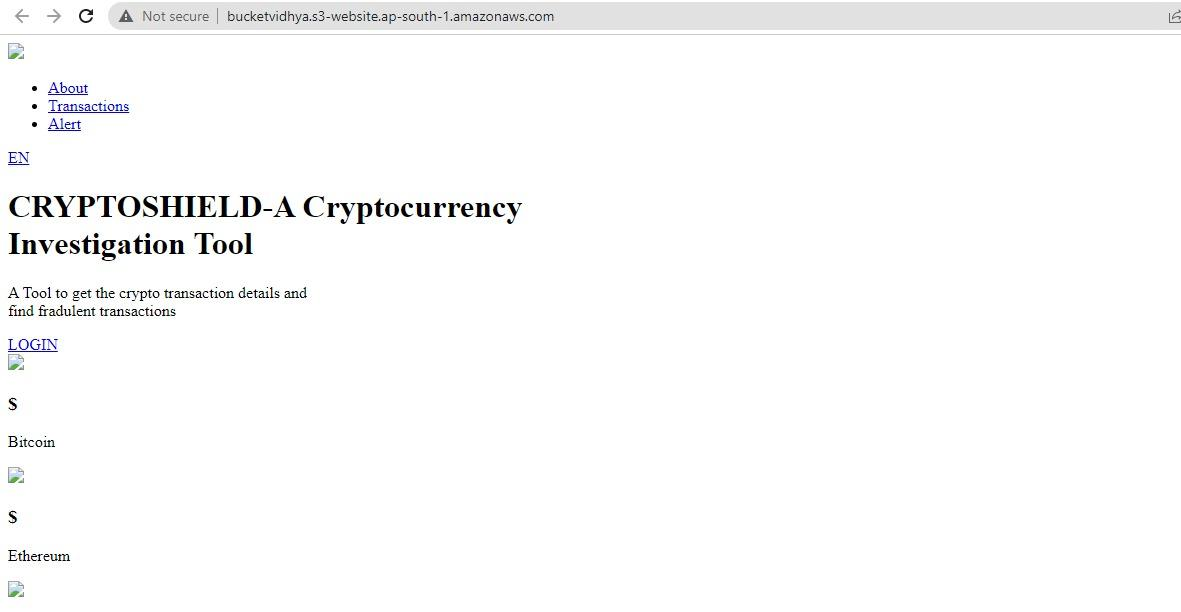 Not secure | bucketvidhya.s3-website.ap-south-1.amazonaws.com
About
Transactions
Alert
EN
CRYPTOSHIELD-A Cryptocurrency
Investigation Tool
A Tool to get the crypto transaction details and
find fradulent transactions
LOGIN
$
Bitcoin
$
Ethereum